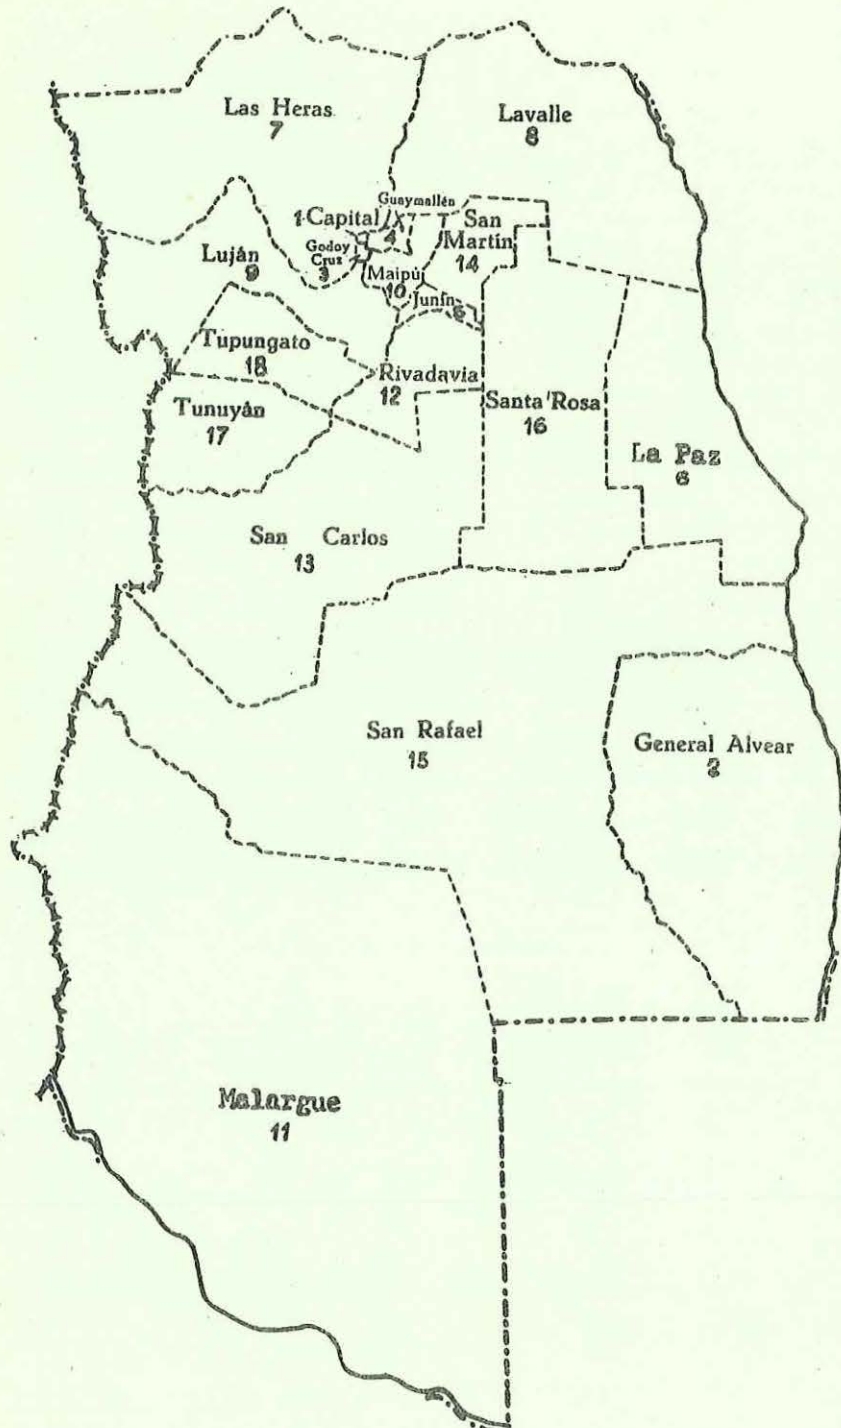 Las Heras
7
Lavalle
8
Guaymallén
4
1 Capital
San
Martín
14
Godoy
Cruz
3
Luján
9
Maipú
10
Junín
5
Tupungato
18
Rivadavia
12
Tunuyán
17
Santa Rosa
16
La Paz
6
San Carlos
13
San Rafael
15
General Alvear
2
Malargue
11